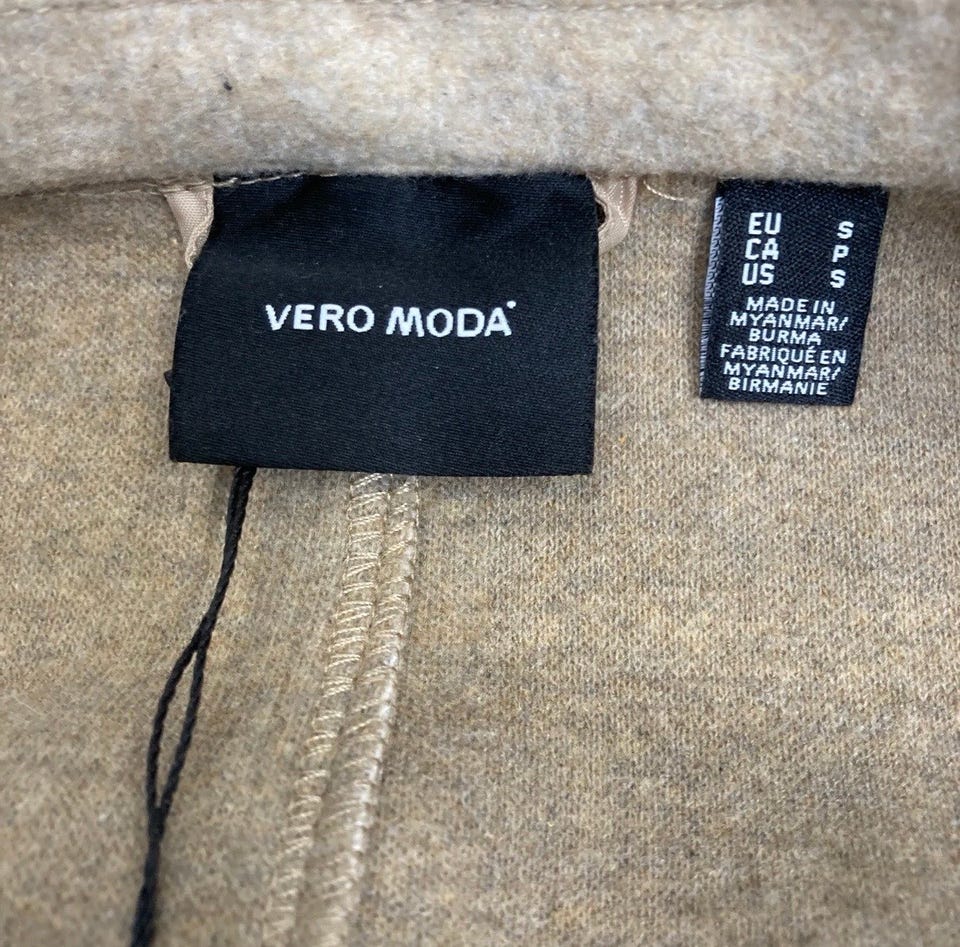 VERO MODA
EU S
CA P
US S
MADE IN
MYANMAR/
BURMA
FABRIQUÉ EN
MYANMAR/
BIRMANIE